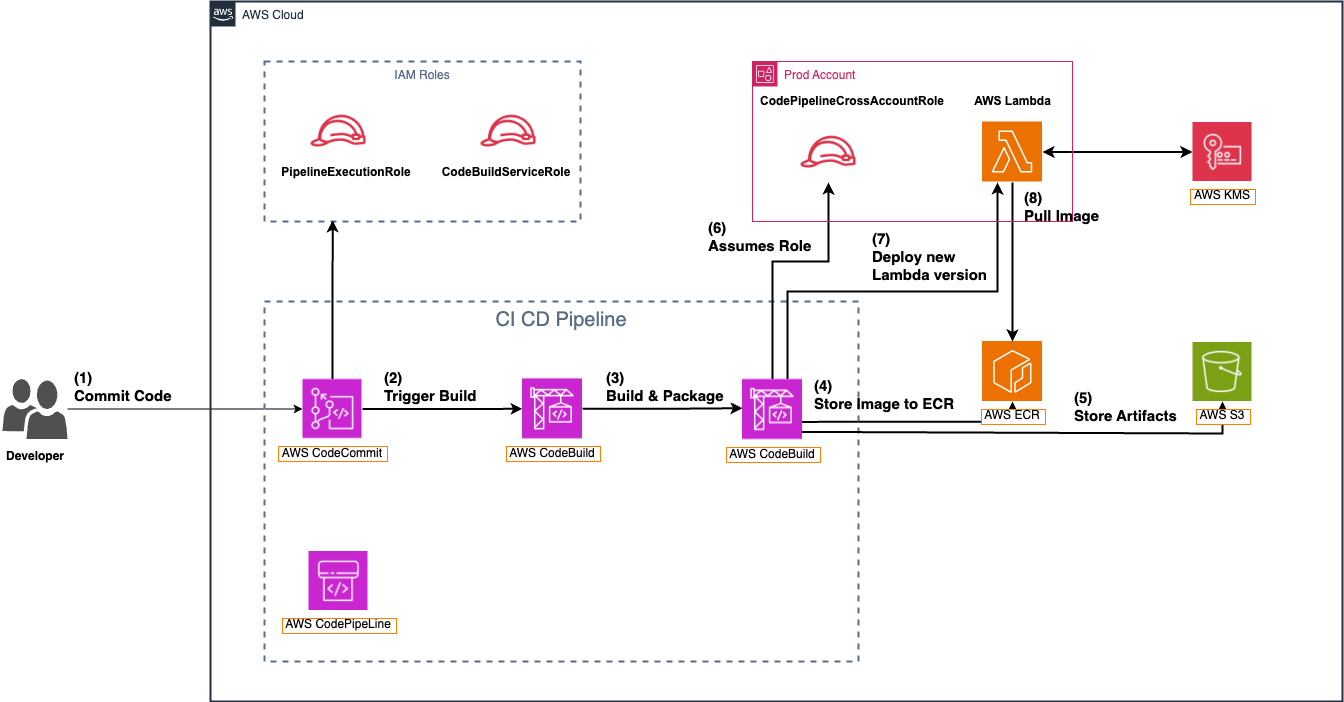 aws
AWS Cloud
IAM Roles
PipelineExecutionRole
CodeBuildServiceRole
Prod Account
CodePipelineCrossAccountRole
AWS Lambda
AWS KMS
(8)
Pull Image
(6)
Assumes Role
(7)
Deploy new
Lambda version
CI CD Pipeline
(1)
Commit Code
Developer
(2)
Trigger Build
(3)
Build & Package
(4)
Store Image to ECR
(5)
Store Artifacts
AWS ECR
AWS S3
AWS CodeCommit
AWS CodeBuild
AWS CodeBuild
AWS CodePipeLine